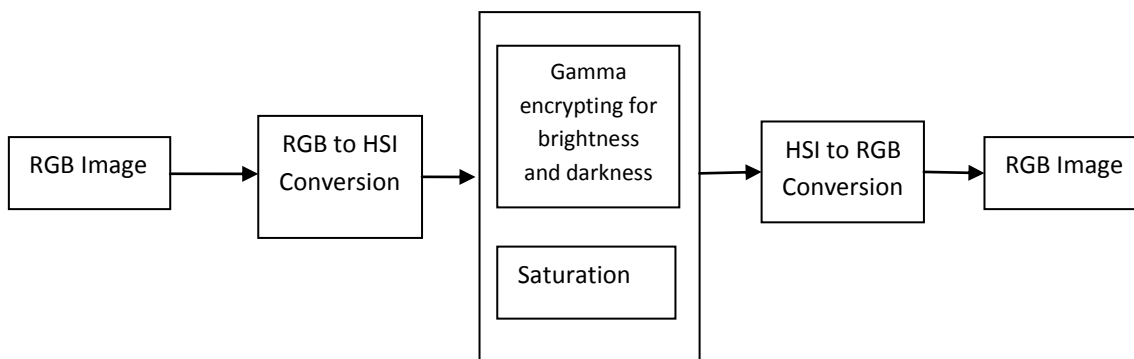 RGB Image
RGB to HSI
Conversion
Gamma
encrypting for
brightness
and darkness
Saturation
HSI to RGB
Conversion
RGB Image